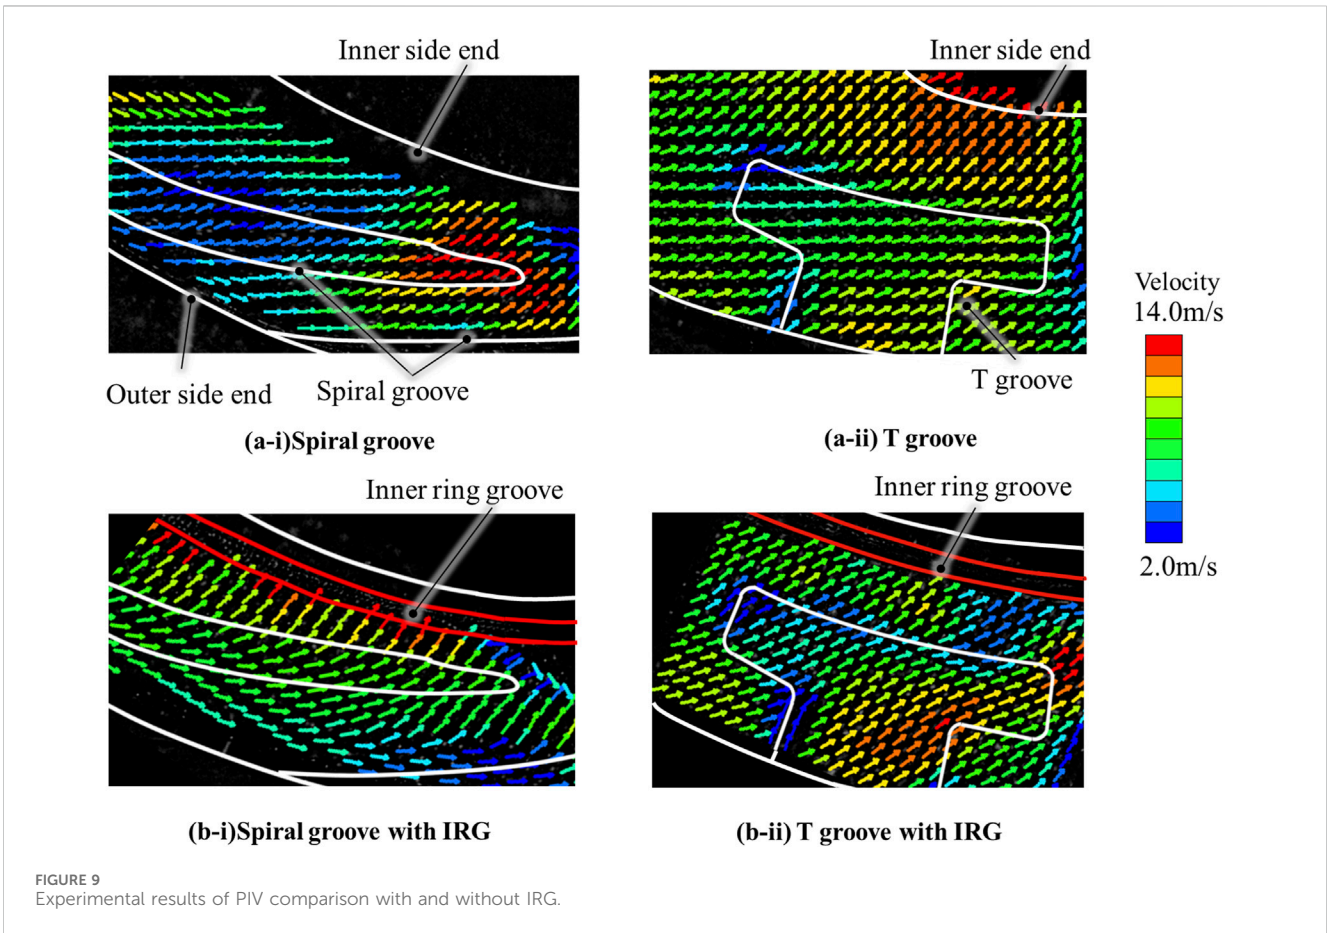 Inner side end
Inner side end
Outer side end
Spiral groove
T groove
Velocity
14.0m/s
2.0m/s
(a-i)Spiral groove
(a-ii) T groove
Inner ring groove
Inner ring groove
(b-i)Spiral groove with IRG
(b-ii) T groove with IRG
FIGURE 9
Experimental results of PIV comparison with and without IRG.